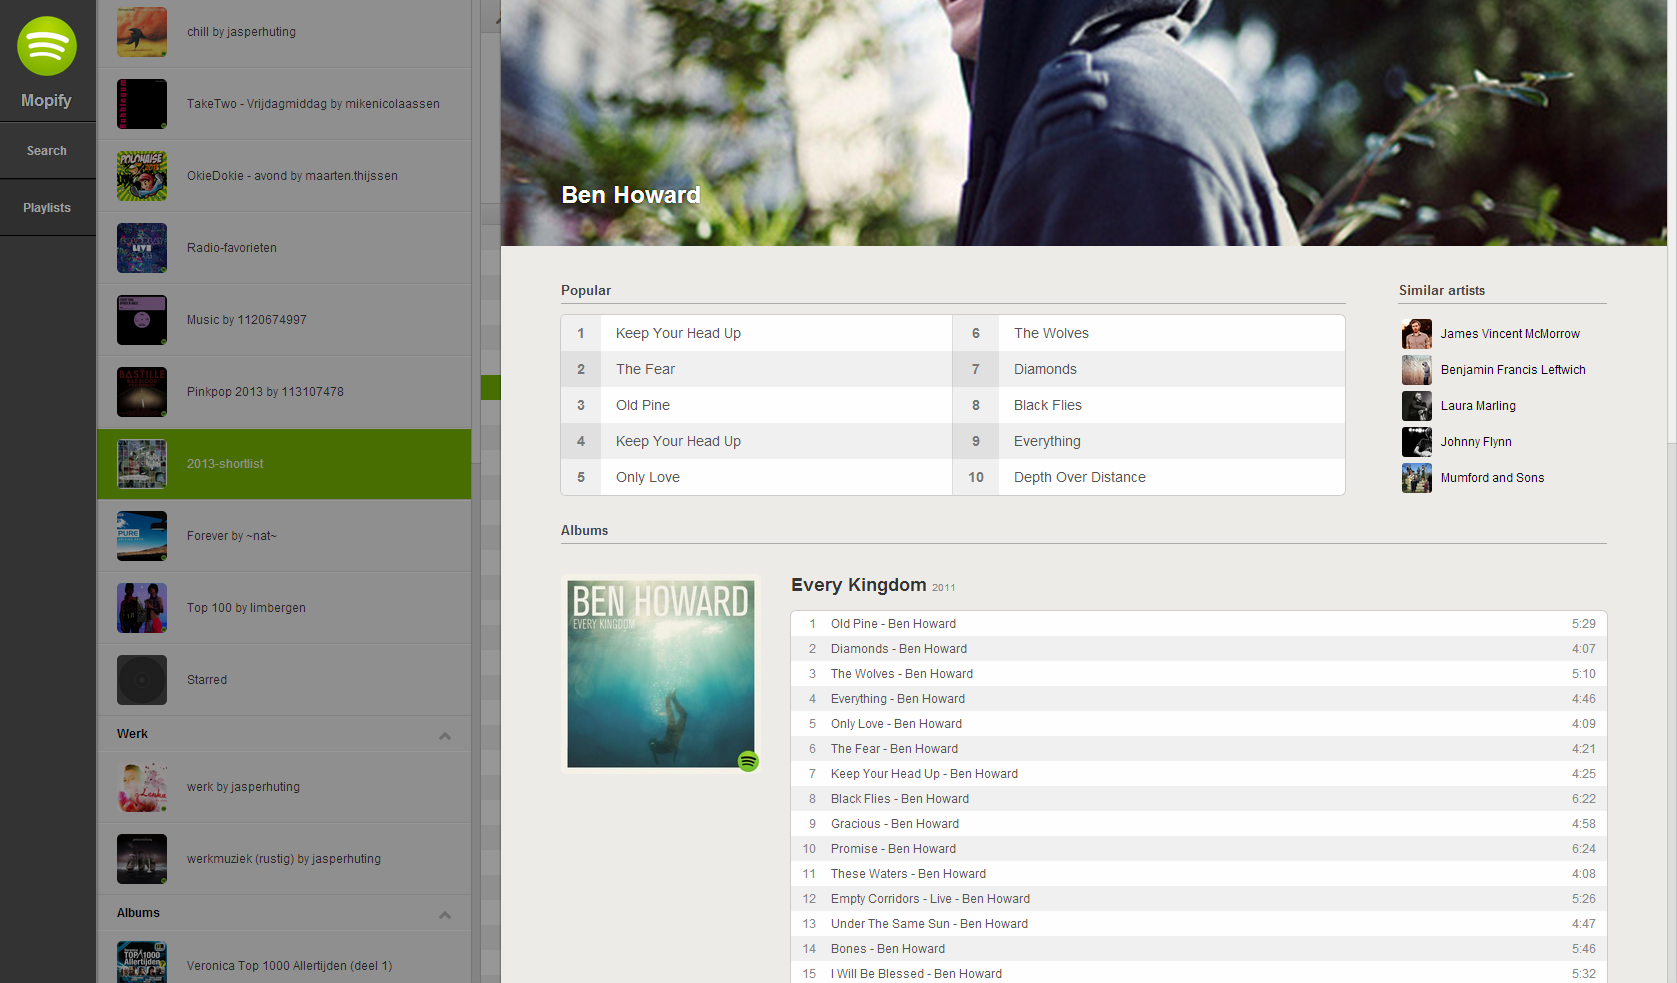 Mopify
Search
Playlists
chill by jasperhuting
TakeTwo - Vrijdagmiddag by mikenicolaassen
POLONAISE
OkieDokie - avond by maarten.thijssen
LIVE
Radio-favorieten
Music by 1120674997
BASTILLE
Pinkpop 2013 by 113107478
2013-shortlist
PURE
Forever by ~nat~
Top 100 by limbergen
Starred
Werk
Lenka
werk by jasperhuting
werkmuziek (rustig) by jasperhuting
Albums
TOP 1000
Allertijden
Veronica Top 1000 Allertijden (deel 1)
Ben Howard
Popular
1 Keep Your Head Up
2 The Fear
3 Old Pine
4 Keep Your Head Up
5 Only Love
6 The Wolves
7 Diamonds
8 Black Flies
9 Everything
10 Depth Over Distance
Similar artists
James Vincent McMorrow
Benjamin Francis Leftwich
Laura Marling
Johnny Flynn
Mumford and Sons
Albums
BEN HOWARD
EVERY KINGDOM
Every Kingdom 2011
1 Old Pine - Ben Howard 5:29
2 Diamonds - Ben Howard 4:07
3 The Wolves - Ben Howard 5:10
4 Everything - Ben Howard 4:46
5 Only Love - Ben Howard 4:09
6 The Fear - Ben Howard 4:21
7 Keep Your Head Up - Ben Howard 4:25
8 Black Flies - Ben Howard 6:22
9 Gracious - Ben Howard 4:58
10 Promise - Ben Howard 6:24
11 These Waters - Ben Howard 4:08
12 Empty Corridors - Live - Ben Howard 5:26
13 Under The Same Sun - Ben Howard 4:47
14 Bones - Ben Howard 5:46
15 I Will Be Blessed - Ben Howard 5:32